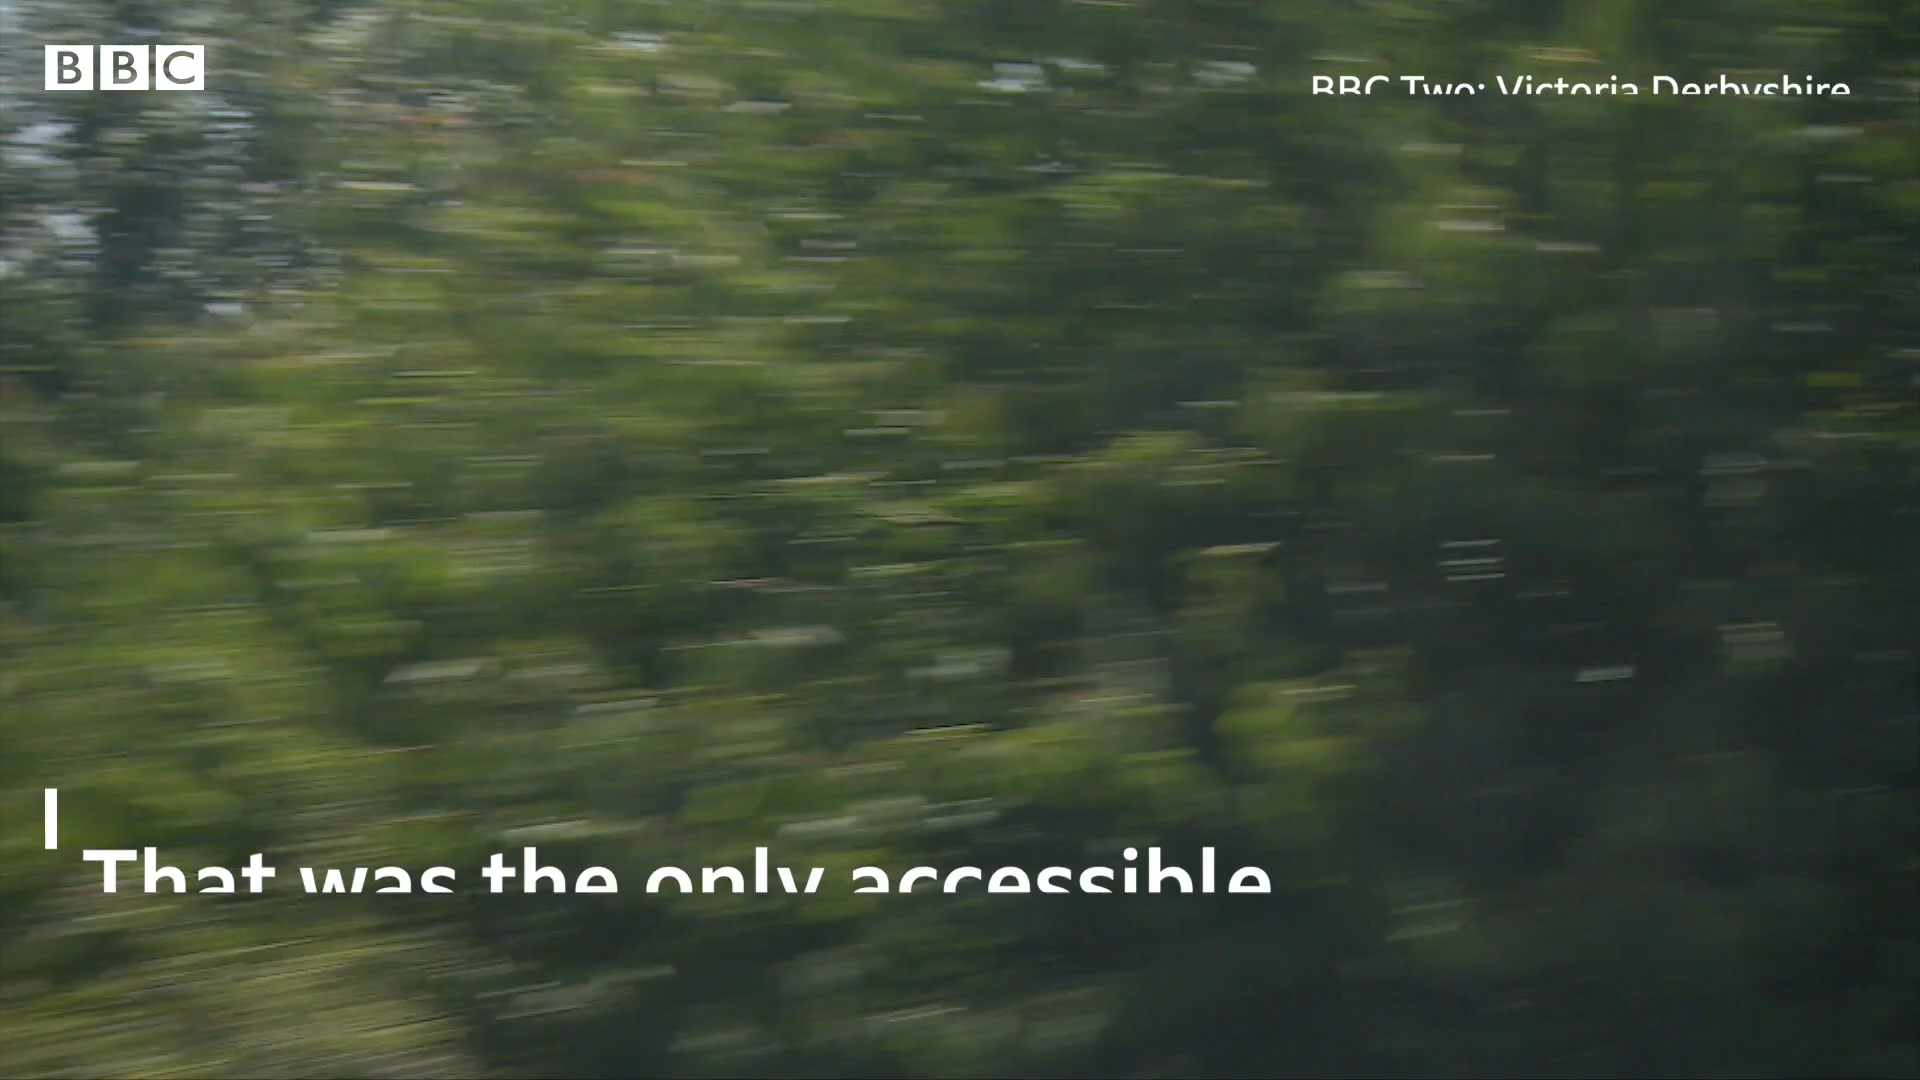 BBC
BBC Two: Victoria Derbyshire
That was the only accessible